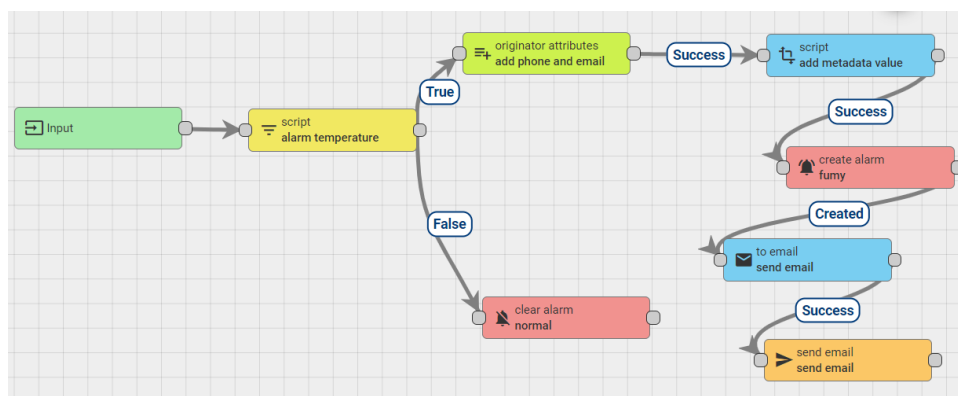 originator attributes
add phone and email
Success
script
add metadata value
True
Success
Input
script
alarm temperature
create alarm
fumy
Created
False
to email
send email
clear alarm
normal
Success
send email
send email